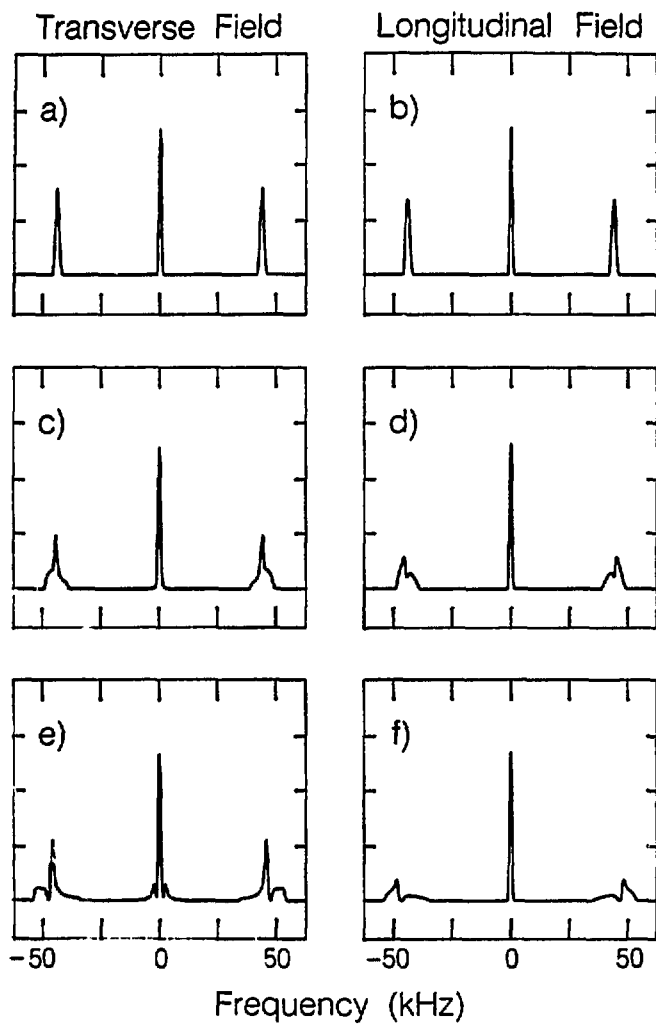 Transverse Field Longitudinal Field
a) b)
c) d)
e) f)
-50 0 50 -50 0 50
Frequency (kHz)